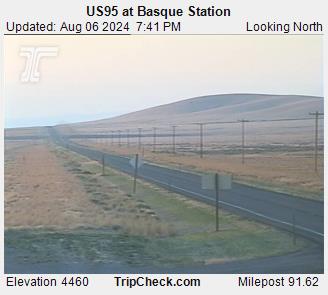 US95 at Basque Station
Updated: Aug 06 2024 7:41 PM Looking North
Elevation 4460 TripCheck.com Milepost 91.62